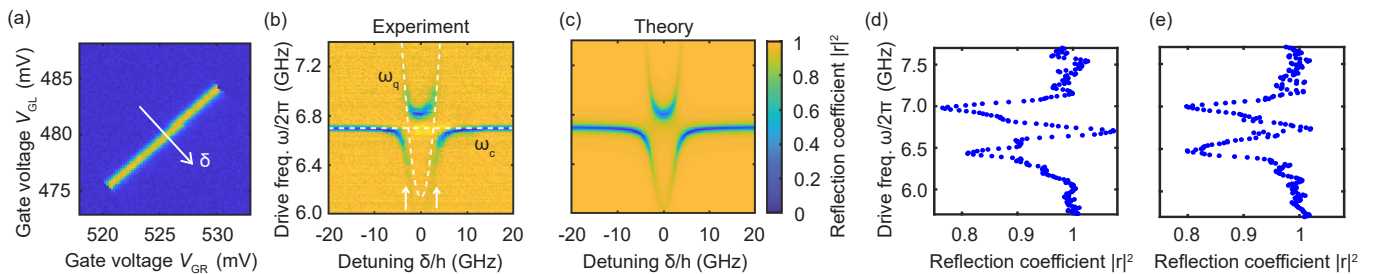 (a)
Gate voltage V_GL (mV)
485
480
475
δ
520 525 530
Gate voltage V_GR (mV)
(b) Experiment
Drive freq. ω/2π (GHz)
7.2
6.8
6.4
6.0
ω_q
ω_c
-20 -10 0 10 20
Detuning δ/h (GHz)
(c) Theory
-20 -10 0 10 20
Detuning δ/h (GHz)
1
0.8
0.6
0.4
0.2
0
Reflection coefficient |r|²
(d)
Drive freq. ω/2π (GHz)
7.5
7.0
6.5
6.0
0.8 0.9 1
Reflection coefficient |r|²
(e)
0.8 0.9 1
Reflection coefficient |r|²